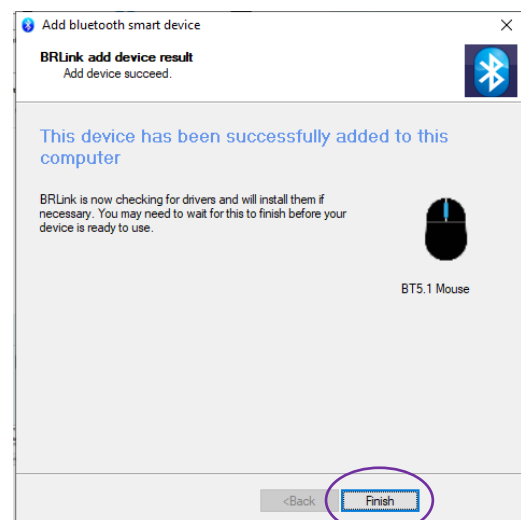 Add bluetooth smart device
BRLink add device result
Add device succeed.
This device has been successfully added to this
computer
BRLink is now checking for drivers and will install them if
necessary. You may need to wait for this to finish before your
device is ready to use.
BT5.1 Mouse
<Back
Finish